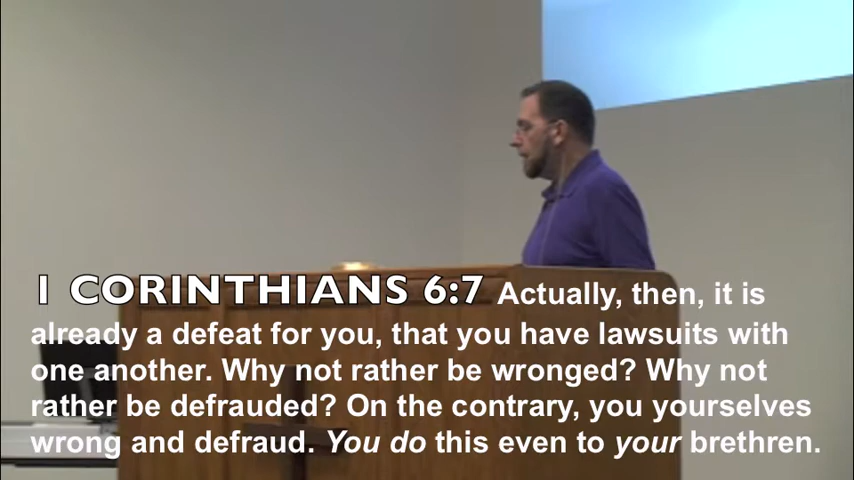 1 CORINTHIANS 6:7 Actually, then, it is
already a defeat for you, that you have lawsuits with
one another. Why not rather be wronged? Why not
rather be defrauded? On the contrary, you yourselves
wrong and defraud. You do this even to your brethren.